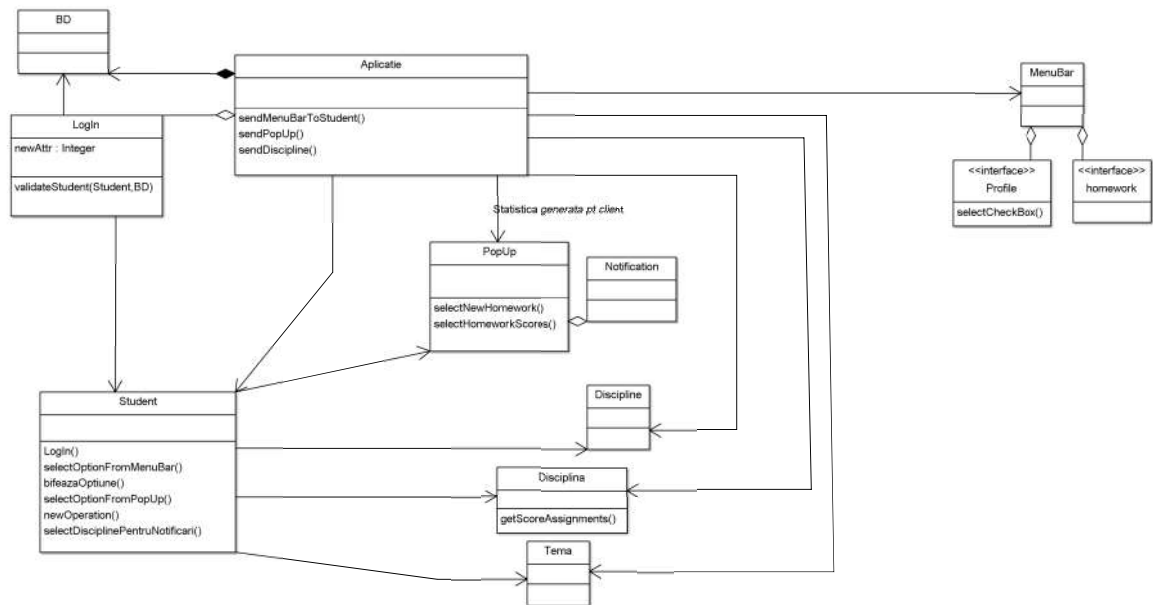 BD
Aplicatie
sendMenuBarToStudent()
sendPopUp()
sendDiscipline()
MenuBar
<<interface>>
Profile
selectCheckBox()
<<interface>>
homework
LogIn
newAttr : Integer
validateStudent(Student,BD)
Statistica generata pt client
PopUp
selectNewHomework()
selectHomeworkScores()
Notification
Student
LogIn()
selectOptionFromMenuBar()
bifeazaOptiune()
selectOptionFromPopUp()
newOperation()
selectDisciplinePentruNotificari()
Discipline
Disciplina
getScoreAssignments()
Tema